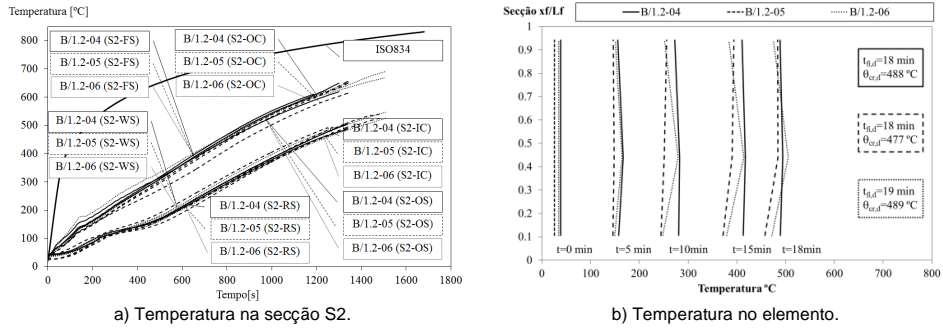 Temperatura [ºC]
800
700
600
500
400
300
200
100
0
0 200 400 600 800 1000 1200 1400 1600 1800
Tempo[s]
B/1.2-04 (S2-FS)
B/1.2-05 (S2-FS)
B/1.2-06 (S2-FS)
B/1.2-04 (S2-OC)
B/1.2-05 (S2-OC)
B/1.2-06 (S2-OC)
ISO834
B/1.2-04 (S2-WS)
B/1.2-05 (S2-WS)
B/1.2-06 (S2-WS)
B/1.2-04 (S2-IC)
B/1.2-05 (S2-IC)
B/1.2-06 (S2-IC)
B/1.2-04 (S2-RS)
B/1.2-05 (S2-RS)
B/1.2-06 (S2-RS)
B/1.2-04 (S2-OS)
B/1.2-05 (S2-OS)
B/1.2-06 (S2-OS)
a) Temperatura na secção S2.
Secção xf/Lf
B/1.2-04 B/1.2-05 B/1.2-06
1
0.9
0.8
0.7
0.6
0.5
0.4
0.3
0.2
0.1
0 100 200 300 400 500 600 700 800
t=0 min t=5 min t=10min t=15min t=18min
Temperatura ºC
tfi,d=18 min
θcr,d=488 ºC
tfi,d=18 min
θcr,d=477 ºC
tfi,d=19 min
θcr,d=489 ºC
b) Temperatura no elemento.